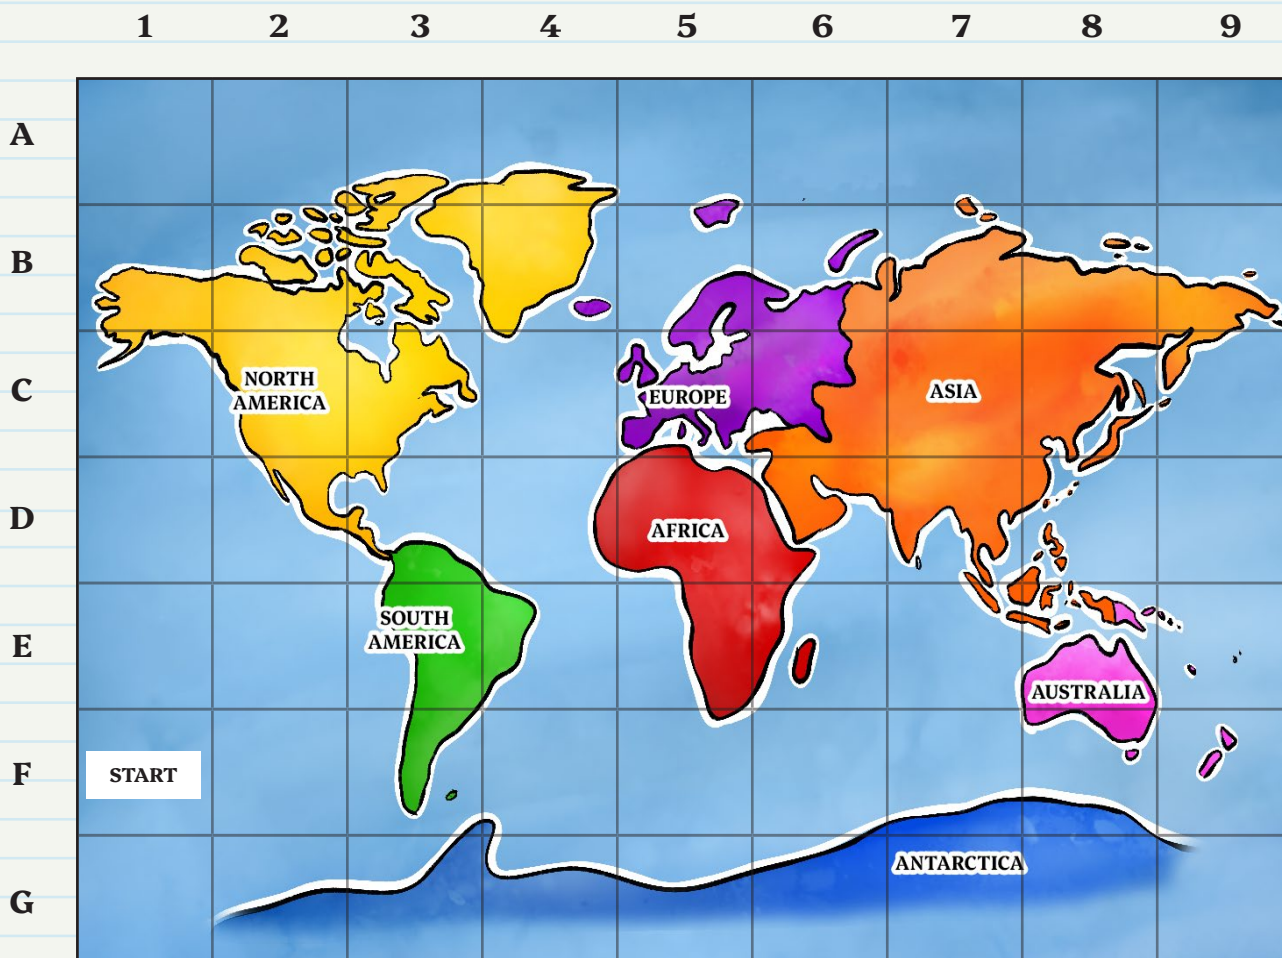 1 2 3 4 5 6 7 8 9
A
B
NORTH
AMERICA
C
EUROPE
ASIA
D
AFRICA
SOUTH
AMERICA
E
AUSTRALIA
F
START
ANTARCTICA
G